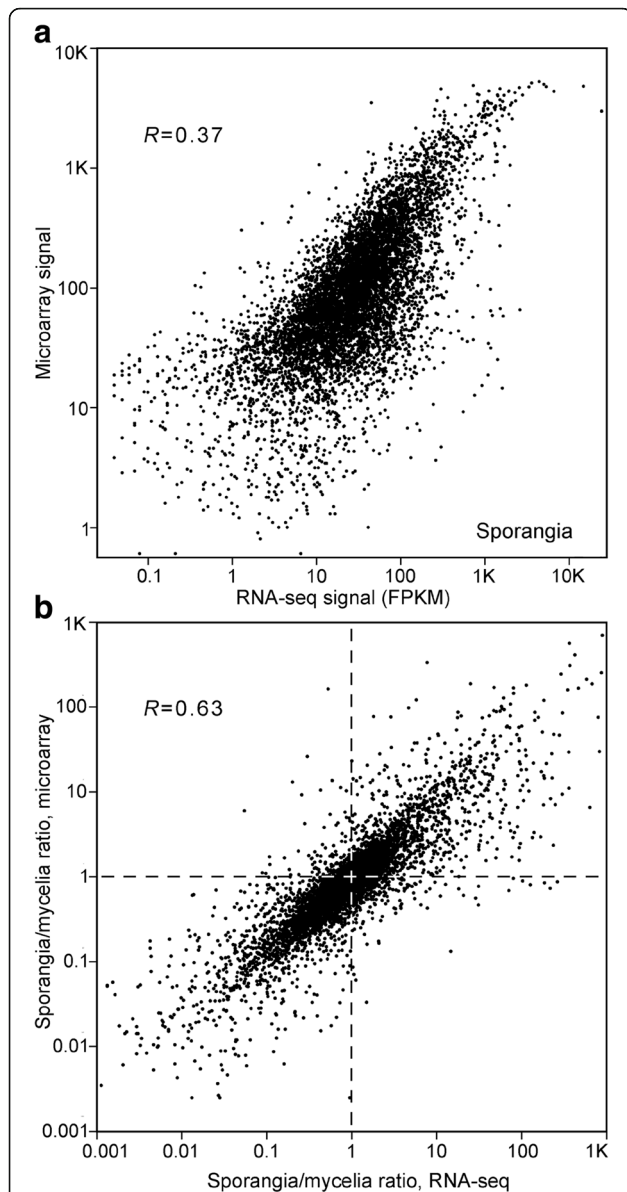 a
10K
R=0.37
1K
Microarray signal
100
10
1
Sporangia
0.1 1 10 100 1K 10K
RNA-seq signal (FPKM)
b
1K
R=0.63
100
Sporangia/mycelia ratio, microarray
10
1
0.1
0.01
0.001
0.001 0.01 0.1 1 10 100 1K
Sporangia/mycelia ratio, RNA-seq